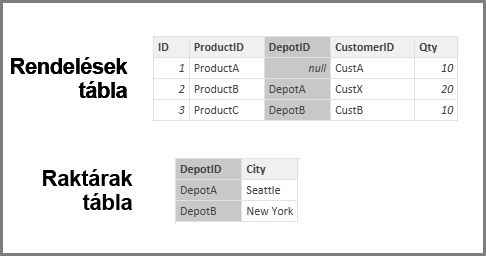 Rendelések tábla
ID ProductID DepotID CustomerID Qty
1 ProductA null CustA 10
2 ProductB DepotA CustX 20
3 ProductC DepotB CustB 10
Raktárak tábla
DepotID City
DepotA Seattle
DepotB New York